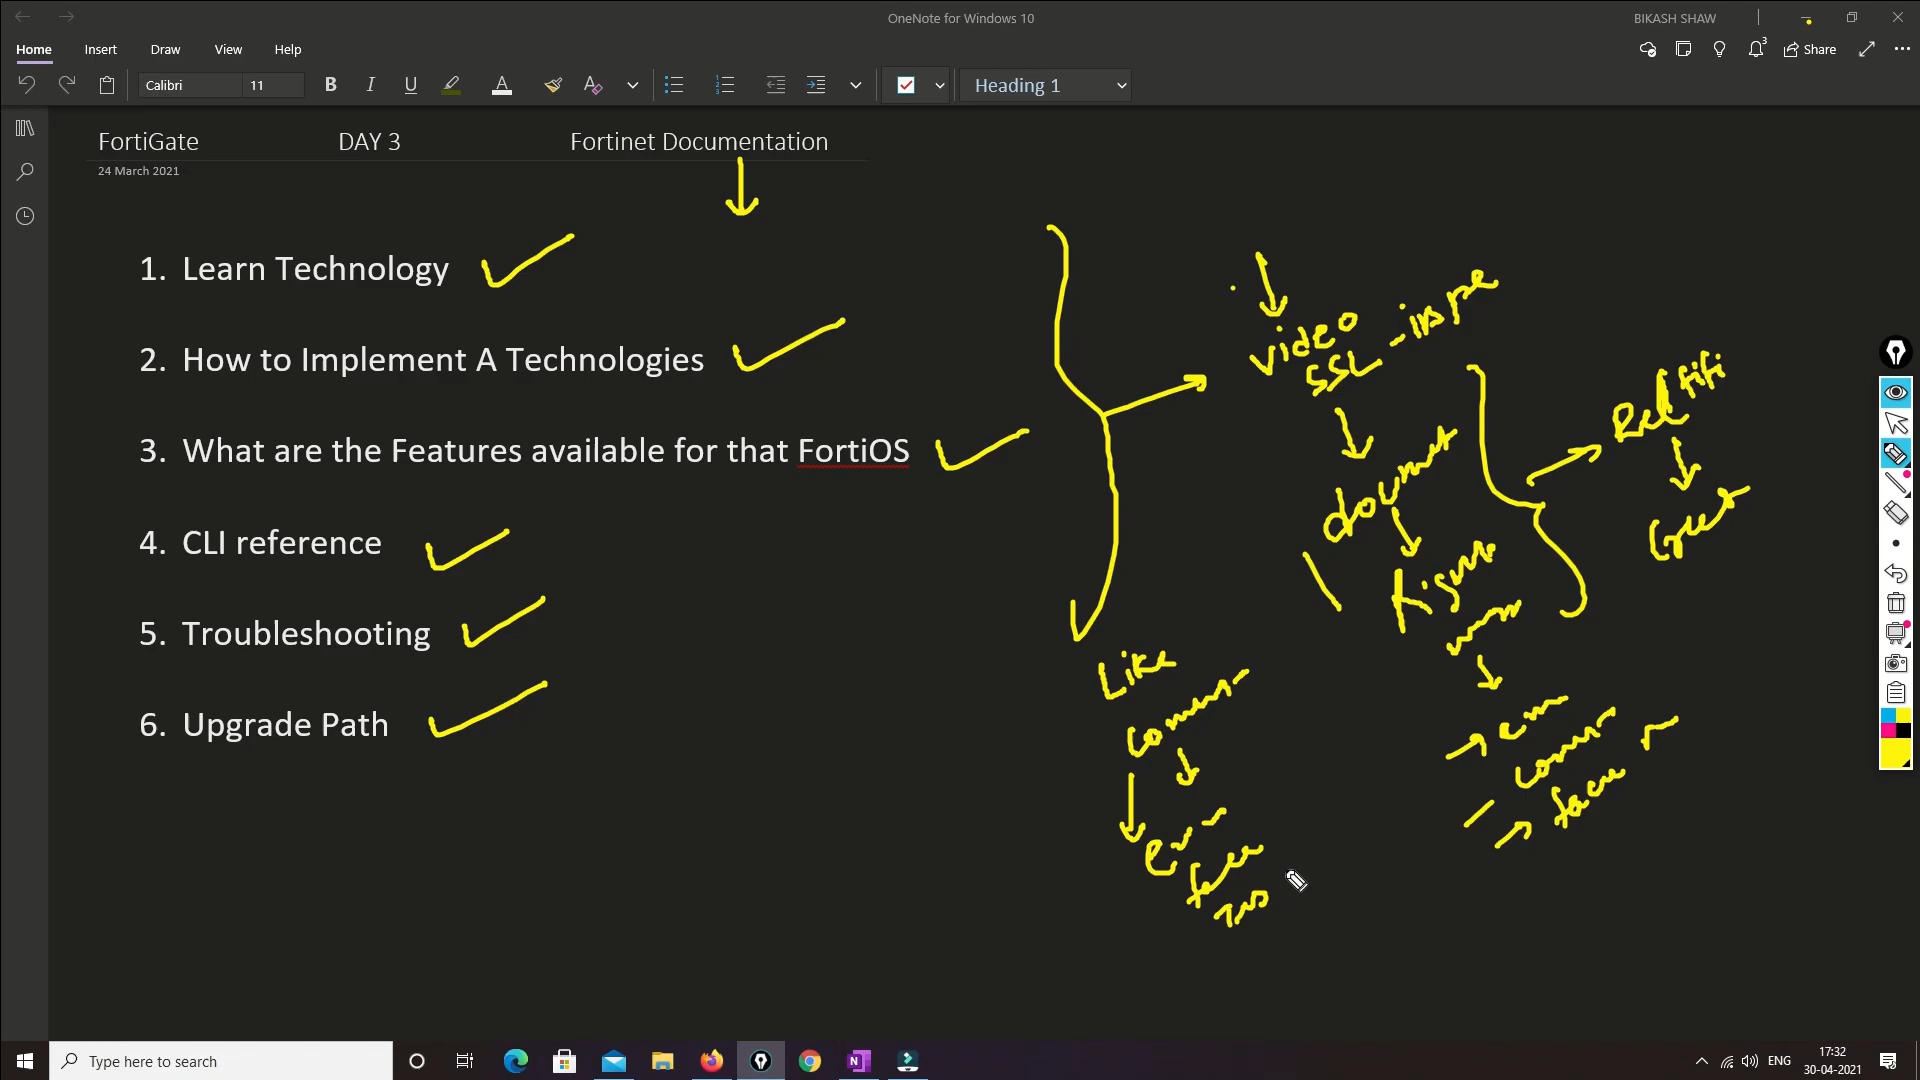 OneNote for Windows 10
BIKASH SHAW
Home Insert Draw View Help
3
Share
Calibri 11 B I U A A Heading 1
FortiGate DAY 3 Fortinet Documentation
24 March 2021
1. Learn Technology
2. How to Implement A Technologies
3. What are the Features available for that FortiOS
4. CLI reference
5. Troubleshooting
6. Upgrade Path
Video
SSL - inspe
Like
Type here to search
ENG
17:32
30-04-2021